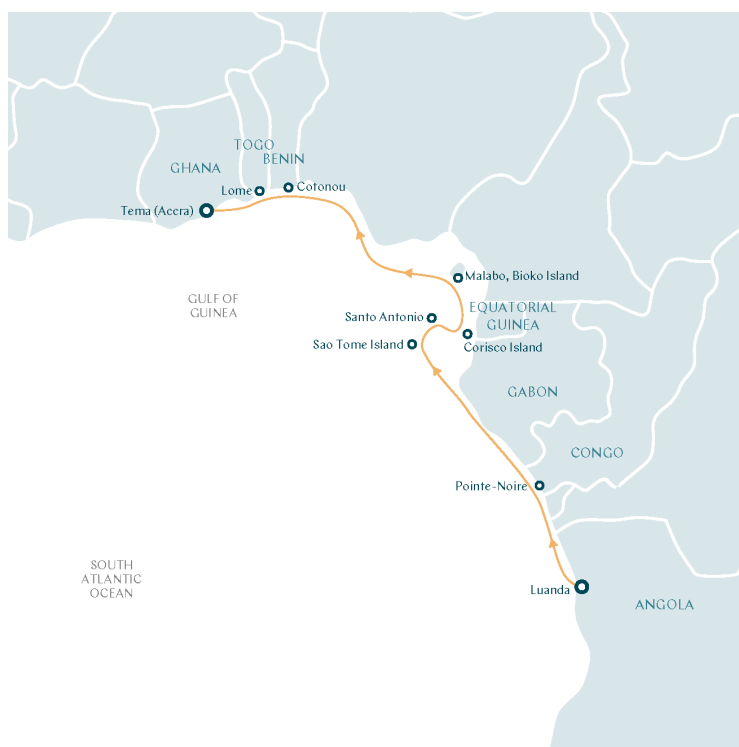 TOGO
BENIN
GHANA
Lome
Cotonou
Tema (Accra)
Malabo, Bioko Island
GULF OF
GUINEA
EQUATORIAL
GUINEA
Santo Antonio
Sao Tome Island
Corisco Island
GABON
CONGO
Pointe-Noire
SOUTH
ATLANTIC
OCEAN
Luanda
ANGOLA